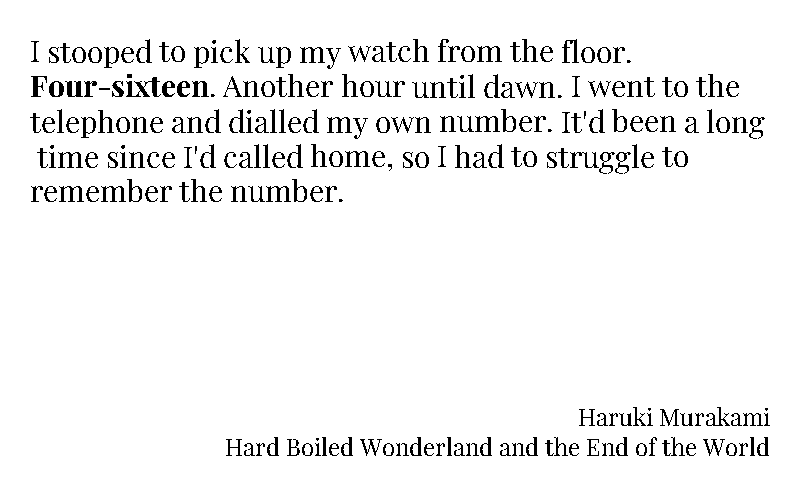 I stooped to pick up my watch from the floor.
Four-sixteen. Another hour until dawn. I went to the
telephone and dialled my own number. It'd been a long
time since I'd called home, so I had to struggle to
remember the number.
Haruki Murakami
Hard Boiled Wonderland and the End of the World